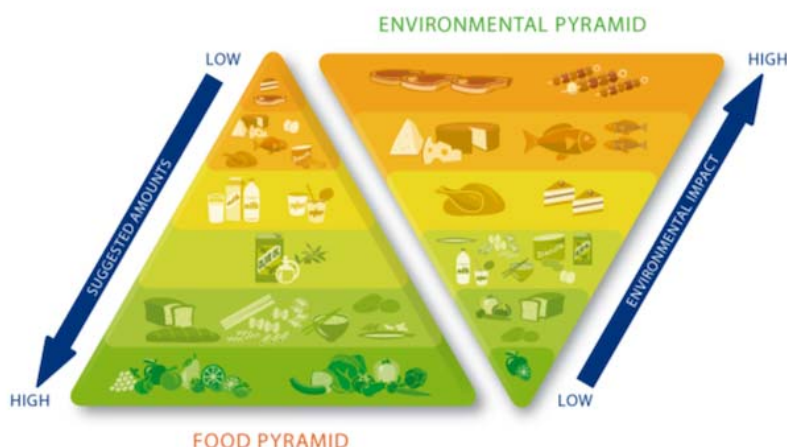 ENVIRONMENTAL PYRAMID
LOW
HIGH
SUGGESTED AMOUNTS
ENVIRONMENTAL IMPACT
HIGH
LOW
FOOD PYRAMID